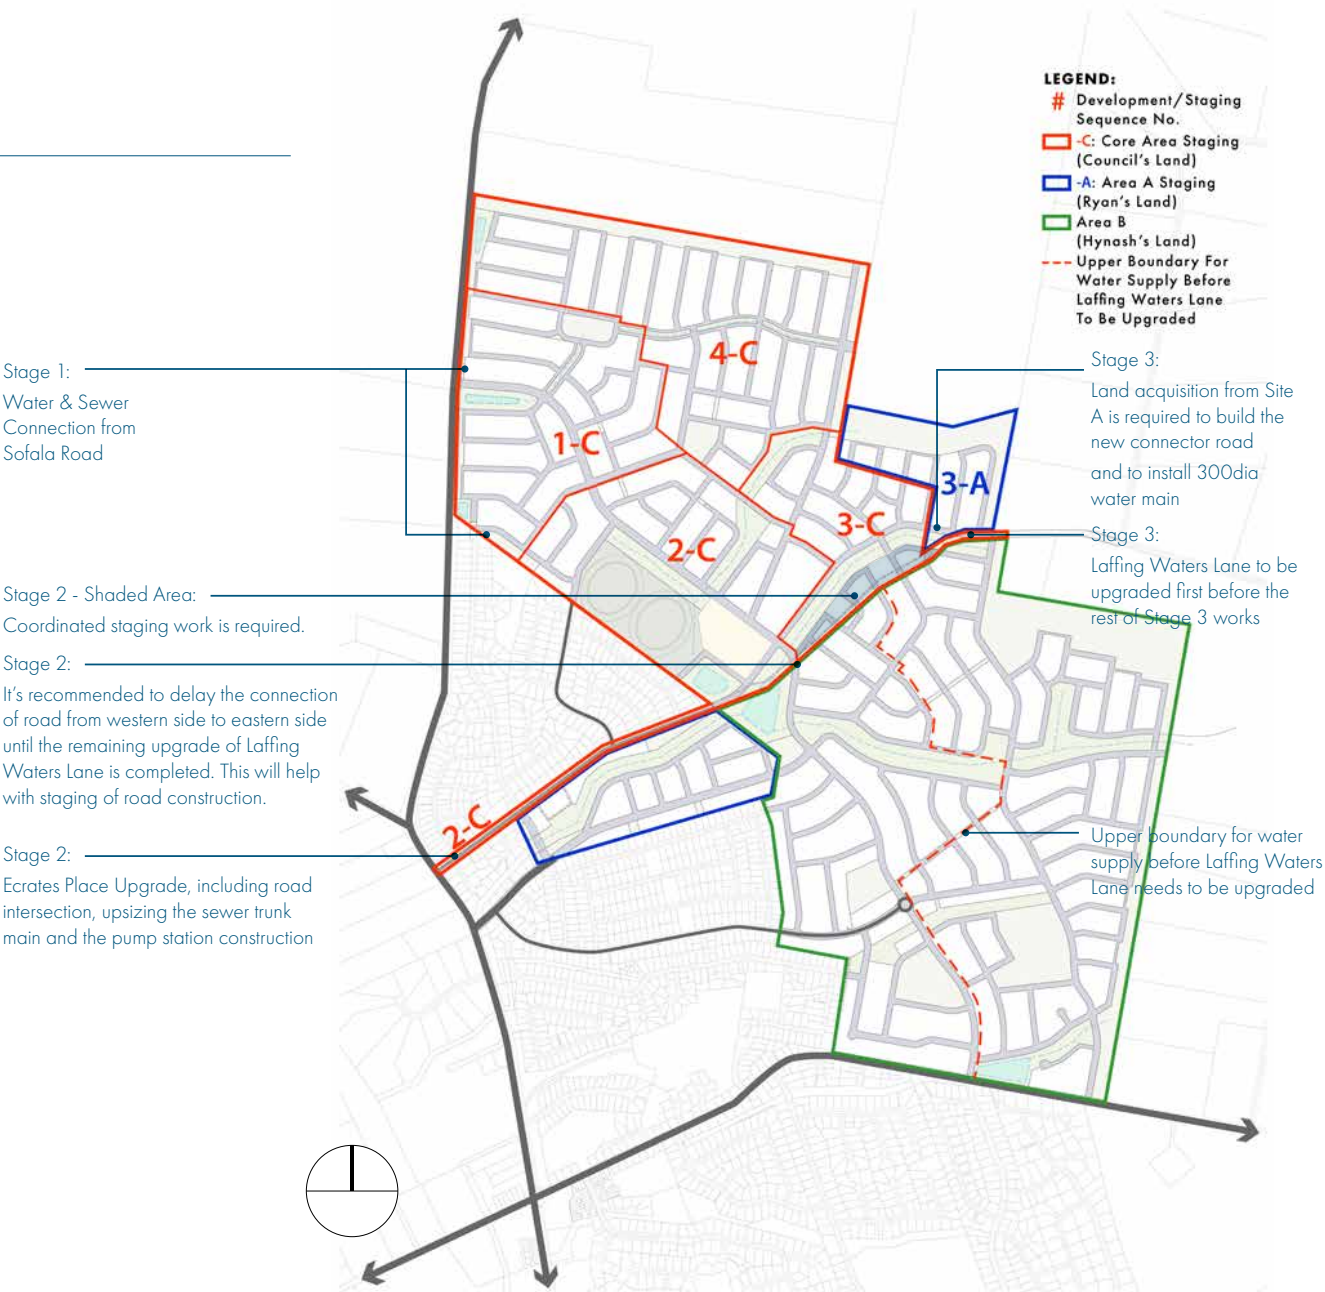 LEGEND:
# Development/Staging
Sequence No.
-C: Core Area Staging
(Council's Land)
-A: Area A Staging
(Ryan's Land)
Area B
(Hynash's Land)
Upper Boundary For
Water Supply Before
Laffing Waters Lane
To Be Upgraded
4-C
1-C
3-A
3-C
2-C
2-C
Stage 1:
Water & Sewer
Connection from
Sofala Road
Stage 2 - Shaded Area:
Coordinated staging work is required.
Stage 2:
It's recommended to delay the connection
of road from western side to eastern side
until the remaining upgrade of Laffing
Waters Lane is completed. This will help
with staging of road construction.
Stage 2:
Ecrates Place Upgrade, including road
intersection, upsizing the sewer trunk
main and the pump station construction
Stage 3:
Land acquisition from Site
A is required to build the
new connector road
and to install 300dia
water main
Stage 3:
Laffing Waters Lane to be
upgraded first before the
rest of Stage 3 works
Upper boundary for water
supply before Laffing Waters
Lane needs to be upgraded